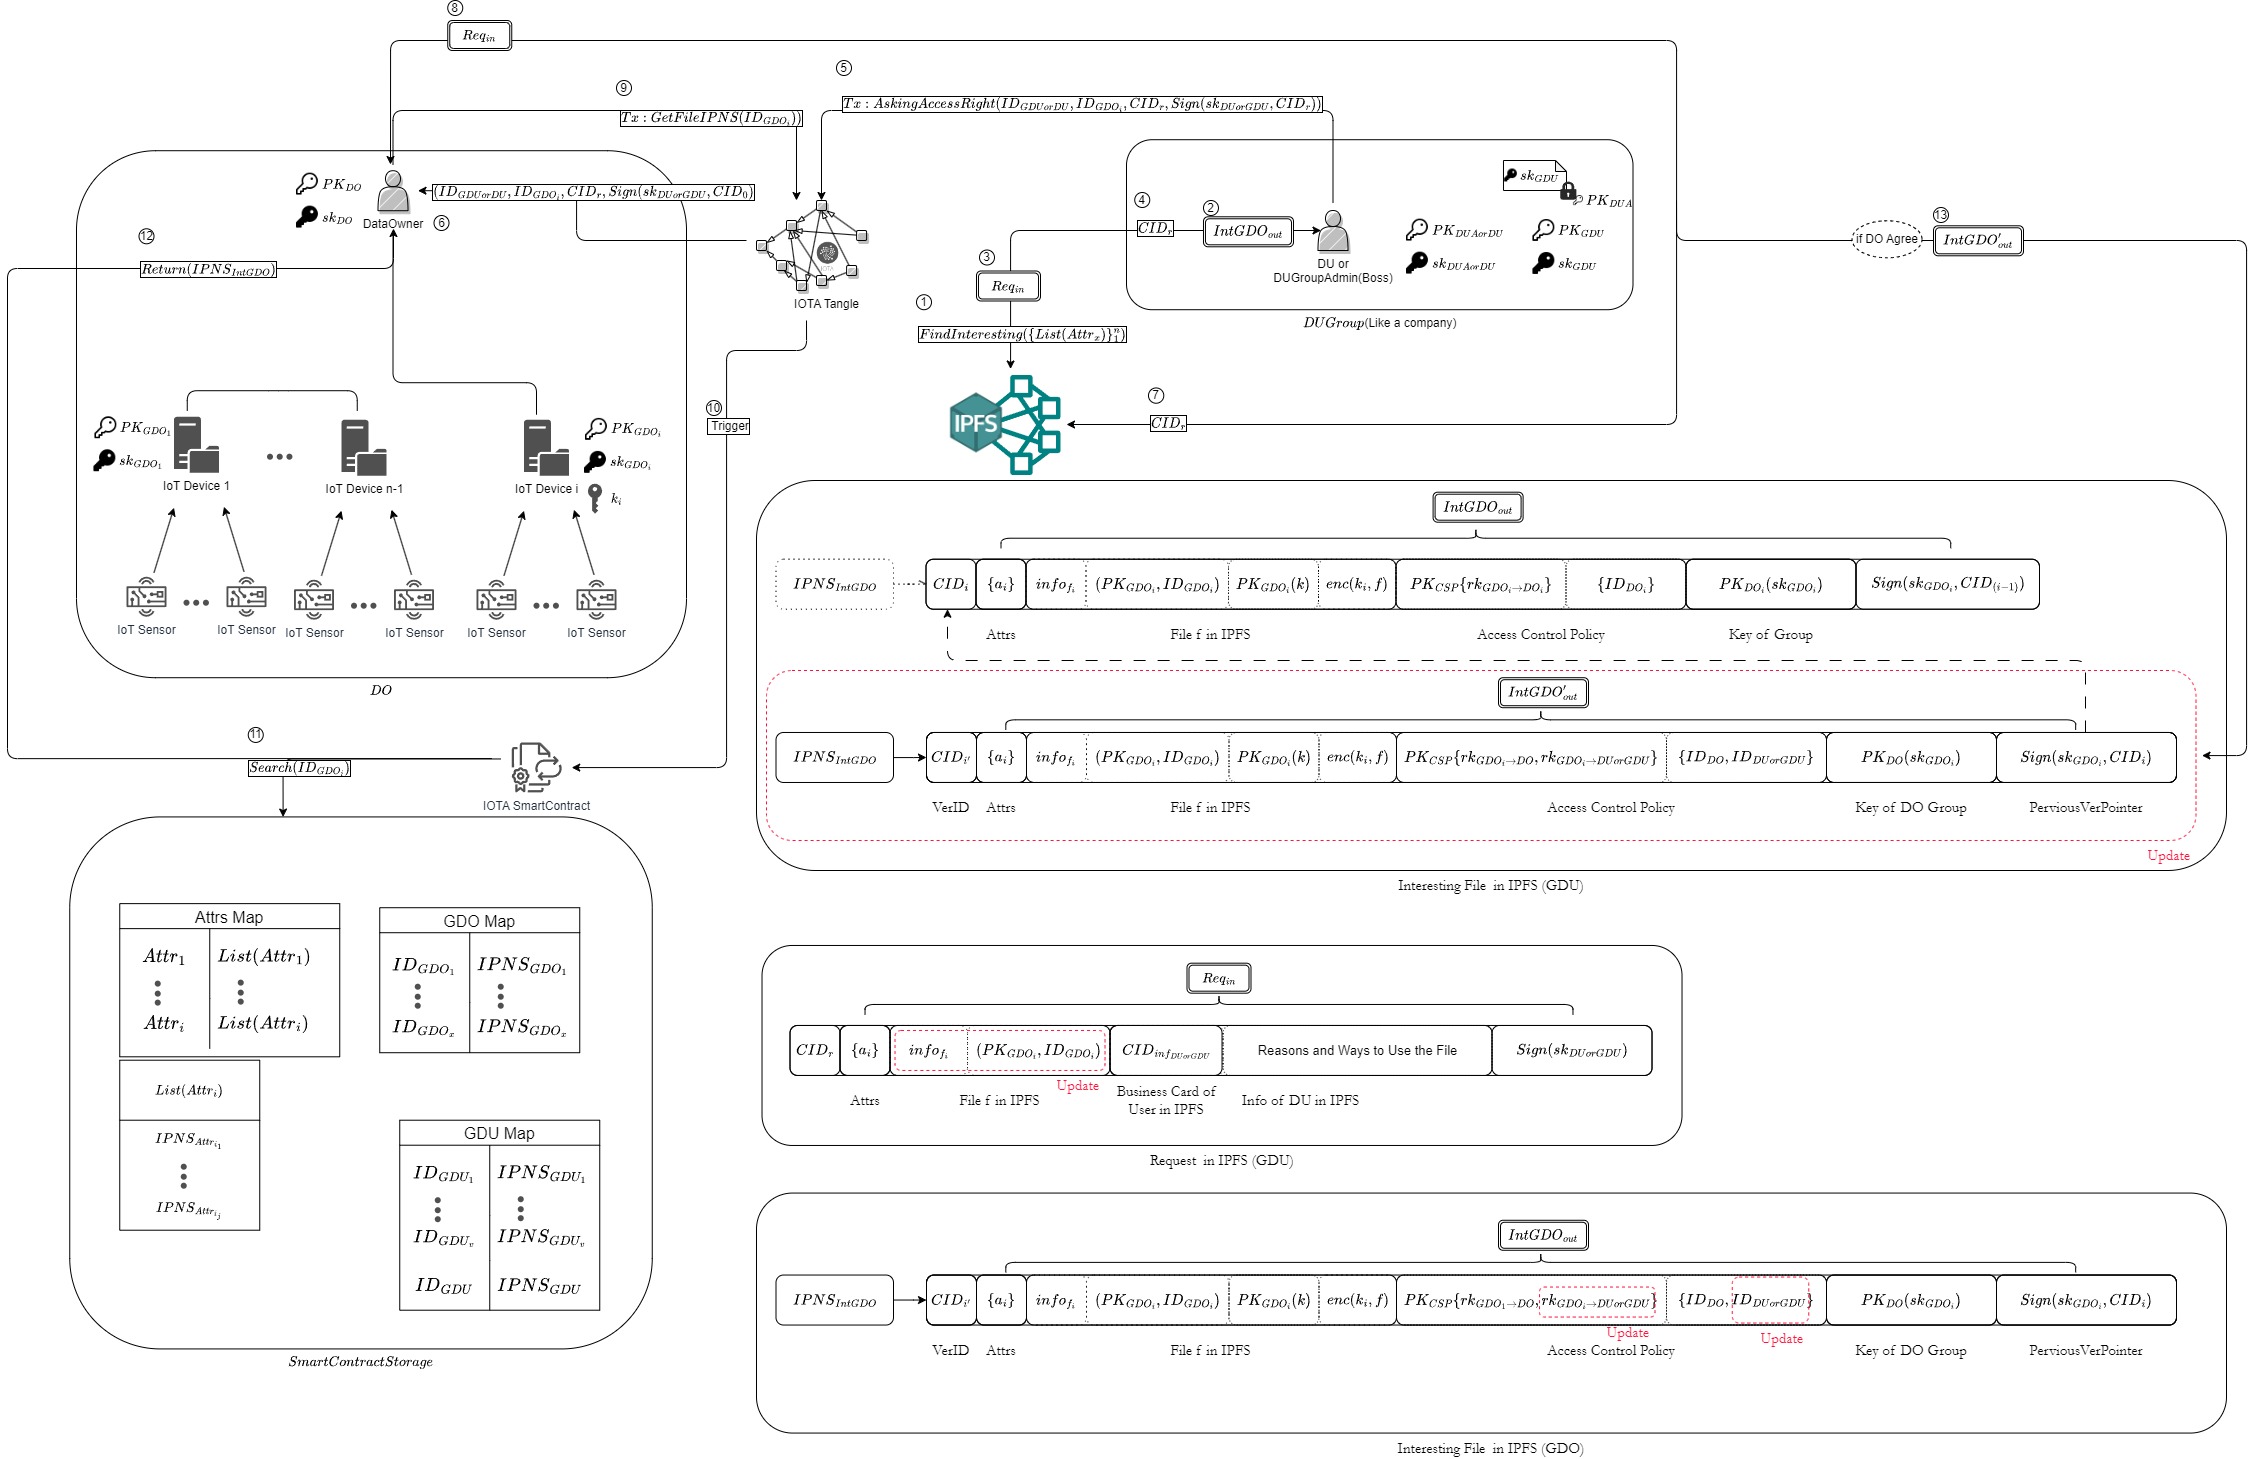 8
Req_{in}
9
Tx : GetFileIPNS(ID_{GDO_i})
5
Tx : AskingAccessRight(ID_{GDUorDU}, ID_{GDO_i}, CID_r, Sign(sk_{DUorGDU}, CID_r))
PK_{DO}
sk_{DO}
DataOwner
(ID_{GDUorDU}, ID_{GDO_i}, CID_r, Sign(sk_{DUorGDU}, CID_0)
6
12
Return(IPNS_{IntGDO})
IOTA
IOTA Tangle
4
CID_r
2
IntGDO_{out}
3
Req_{in}
1
FindInteresting({List(Attr_x)}_1^n)
sk_{GDU}
PK_{DUA}
PK_{DUAorDU}
PK_{GDU}
sk_{DUAorDU}
sk_{GDU}
DU or
DUGroupAdmin(Boss)
DUGroup(Like a company)
if DO Agree
13
IntGDO'_{out}
IPFS
7
CID_r
10
Trigger
PK_{GDO_1}
sk_{GDO_1}
PK_{GDO_i}
sk_{GDO_i}
k_i
IoT Device 1
IoT Device n-1
IoT Device i
IoT Sensor
IoT Sensor
IoT Sensor
IoT Sensor
IoT Sensor
IoT Sensor
DO
11
Search(ID_{GDO_i})
IOTA SmartContract
IntGDO_{out}
IPNS_{IntGDO}
CID_i
{a_i}
info_{f_i}
(PK_{GDO_i}, ID_{GDO_i})
PK_{GDO_i}(k)
enc(k_i, f)
PK_{CSP}{rk_{GDO_i→DO_i}}
{ID_{DO_i}}
PK_{DO_i}(sk_{GDO_i})
Sign(sk_{GDO_i}, CID_{(i-1)})
Attrs
File f in IPFS
Access Control Policy
Key of Group
IntGDO'_{out}
IPNS_{IntGDO}
CID_{i'}
{a_i}
info_{f_i}
(PK_{GDO_i}, ID_{GDO_i})
PK_{GDO_i}(k)
enc(k_i, f)
PK_{CSP}{rk_{GDO_i→DO}, rk_{GDO_i→DUorGDU}}
{ID_{DO}, ID_{DUorGDU}}
PK_{DO}(sk_{GDO_i})
Sign(sk_{GDO_i}, CID_i)
VerID
Attrs
File f in IPFS
Access Control Policy
Key of DO Group
PerviousVerPointer
Update
Interesting File in IPFS (GDU)
Attrs Map
Attr_1
List(Attr_1)
Attr_i
List(Attr_i)
List(Attr_i)
IPNS_{Attr_{i_1}}
IPNS_{Attr_{i_j}}
GDO Map
ID_{GDO_1}
IPNS_{GDO_1}
ID_{GDO_x}
IPNS_{GDO_x}
GDU Map
ID_{GDU_1}
IPNS_{GDU_1}
ID_{GDU_v}
IPNS_{GDU_v}
ID_{GDU}
IPNS_{GDU}
SmartContractStorage
Req_{in}
CID_r
{a_i}
info_{f_i}
(PK_{GDO_i}, ID_{GDO_i})
CID_{inf_{DUorGDU}}
Reasons and Ways to Use the File
Sign(sk_{DUorGDU})
Update
Attrs
File f in IPFS
Business Card of
User in IPFS
Info of DU in IPFS
Request in IPFS (GDU)
IntGDO_{out}
IPNS_{IntGDO}
CID_{i'}
{a_i}
info_{f_i}
(PK_{GDO_i}, ID_{GDO_i})
PK_{GDO_i}(k)
enc(k_i, f)
PK_{CSP}{rk_{GDO_1→DO}, rk_{GDO_i→DUorGDU}}
{ID_{DO}, ID_{DUorGDU}}
PK_{DO}(sk_{GDO_i})
Sign(sk_{GDO_i}, CID_i)
Update
Update
VerID
Attrs
File f in IPFS
Access Control Policy
Key of DO Group
PerviousVerPointer
Interesting File in IPFS (GDO)